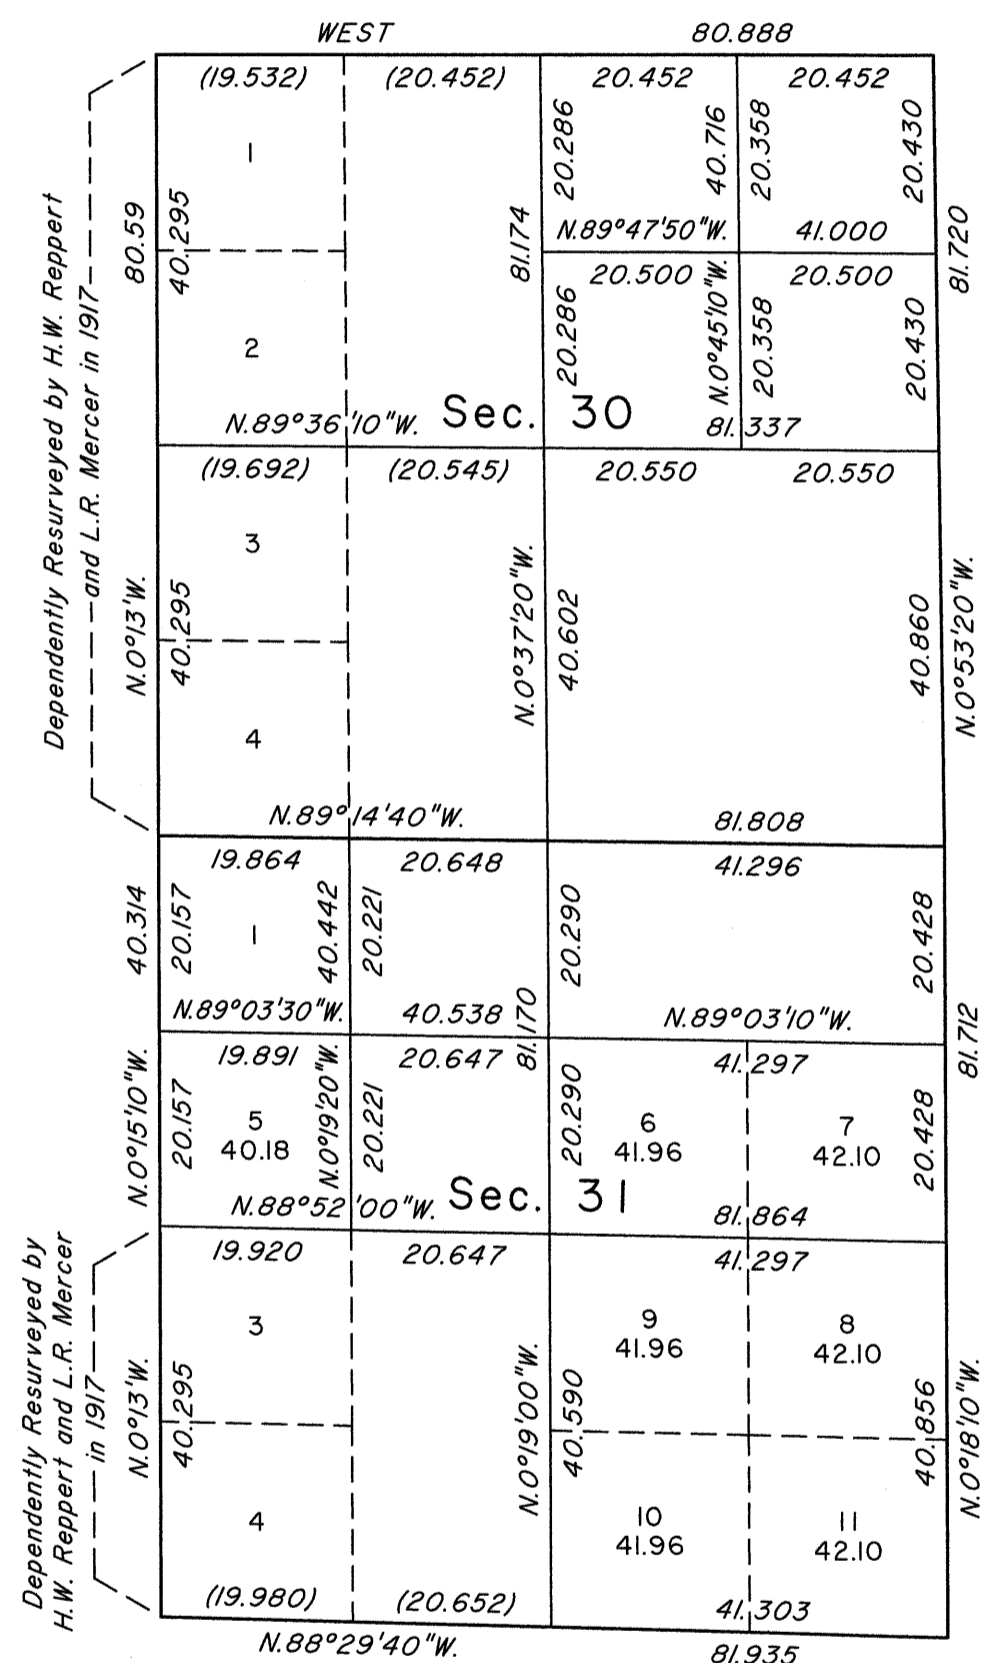 WEST 80.888
(19.532) (20.452) 20.452 20.452
1
20.286 40.716 20.358 20.430
40.295
80.59
81.174
81.720
N.89°47'50"W. 41.000
20.500 20.500
2
20.286 N.0°45'10"W. 20.358 20.430
Sec. 30
N.89°36'10"W. 81.337
Dependently Resurveyed by H.W. Reppert
and L.R. Mercer in 1917
(19.692) (20.545) 20.550 20.550
3
N.0°13'W.
40.295
N.0°37'20"W.
40.602
40.860
N.0°53'20"W.
4
N.89°14'40"W. 81.808
19.864 20.648 41.296
40.314
20.157
1
40.442
20.221
20.290
20.428
N.89°03'30"W. 40.538 N.89°03'10"W.
81.170
81.712
19.891 20.647 41.297
N.0°15'10"W.
20.157
5
40.18
N.0°19'20"W.
20.221
20.290
6
41.96
7
42.10
20.428
Sec. 31
N.88°52'00"W. 81.864
19.920 20.647 41.297
Dependently Resurveyed by
H.W. Reppert and L.R. Mercer
in 1917
3
9
41.96
8
42.10
N.0°13'W.
40.295
N.0°19'00"W.
40.590
40.856
N.0°18'10"W.
4
10
41.96
11
42.10
(19.980) (20.652) 41.303
N.88°29'40"W. 81.935